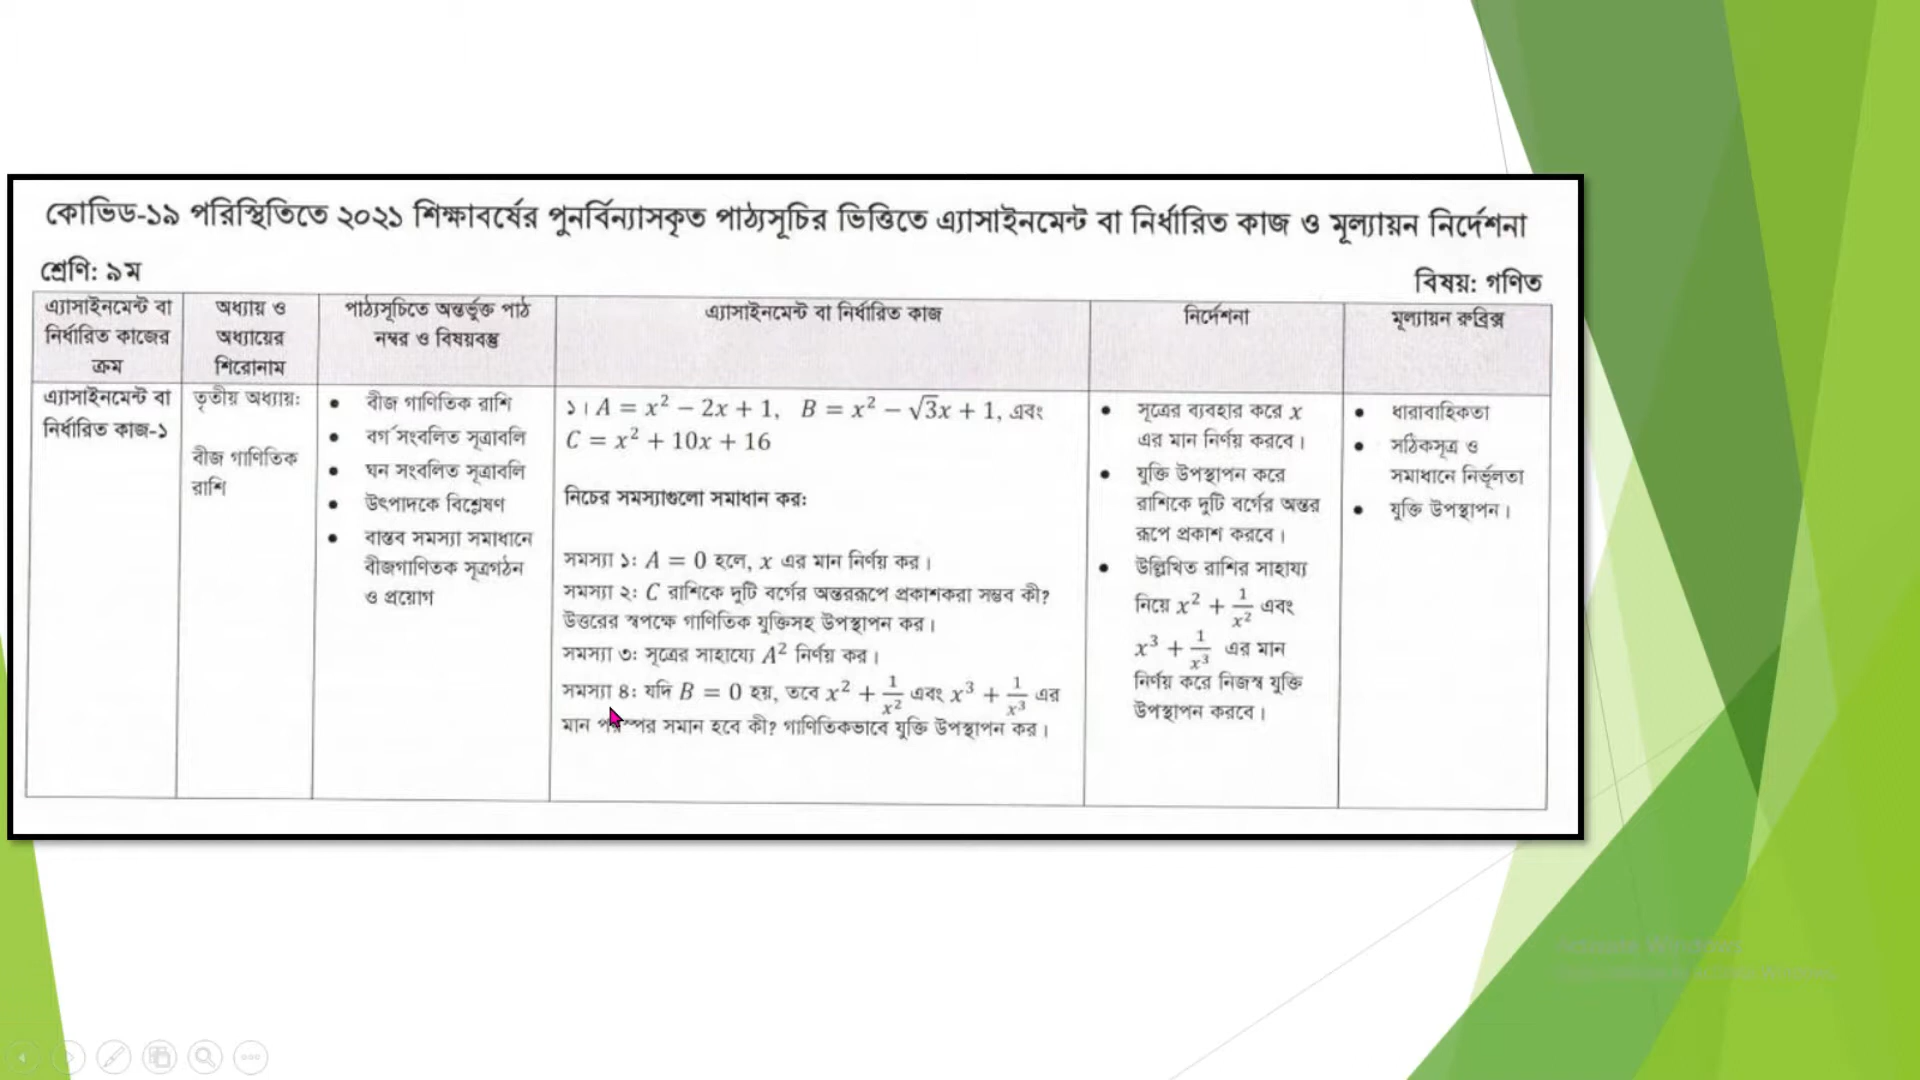 কোভিড-১৯ পরিস্থিতিতে ২০২১ শিক্ষাবর্ষের পুনর্বিন্যাসকৃত পাঠ্যসূচির ভিত্তিতে এ্যাসাইনমেন্ট বা নির্ধারিত কাজ ও মূল্যায়ন নির্দেশনা
শ্রেণি: ৯ম
বিষয়: গণিত
এ্যাসাইনমেন্ট বা
নির্ধারিত কাজের
ক্রম
অধ্যায় ও
অধ্যায়ের
শিরোনাম
পাঠ্যসূচিতে অন্তর্ভুক্ত পাঠ
নম্বর ও বিষয়বস্তু
এ্যাসাইনমেন্ট বা নির্ধারিত কাজ
নির্দেশনা
মূল্যায়ন রুব্রিক্স
এ্যাসাইনমেন্ট বা
নির্ধারিত কাজ-১
তৃতীয় অধ্যায়:
বীজ গাণিতিক
রাশি
• বীজ গাণিতিক রাশি
• বর্গ সংবলিত সূত্রাবলি
• ঘন সংবলিত সূত্রাবলি
• উৎপাদকে বিশ্লেষণ
• বাস্তব সমস্যা সমাধানে
বীজগাণিতিক সূত্রগঠন
ও প্রয়োগ
১। A = x² − 2x + 1, B = x² − √3x + 1, এবং
C = x² + 10x + 16
নিচের সমস্যাগুলো সমাধান কর:
সমস্যা ১: A = 0 হলে, x এর মান নির্ণয় কর।
সমস্যা ২: C রাশিকে দুটি বর্গের অন্তররূপে প্রকাশকরা সম্ভব কী?
উত্তরের স্বপক্ষে গাণিতিক যুক্তিসহ উপস্থাপন কর।
সমস্যা ৩: সূত্রের সাহায্যে A² নির্ণয় কর।
সমস্যা ৪: যদি B = 0 হয়, তবে x² + 1/x² এবং x³ + 1/x³ এর
মান পরস্পর সমান হবে কী? গাণিতিকভাবে যুক্তি উপস্থাপন কর।
• সূত্রের ব্যবহার করে x
এর মান নির্ণয় করবে।
• যুক্তি উপস্থাপন করে
রাশিকে দুটি বর্গের অন্তর
রূপে প্রকাশ করবে।
• উল্লিখিত রাশির সাহায্য
নিয়ে x² + 1/x² এবং
x³ + 1/x³ এর মান
নির্ণয় করে নিজস্ব যুক্তি
উপস্থাপন করবে।
• ধারাবাহিকতা
• সঠিকসূত্র ও
সমাধানে নির্ভূলতা
• যুক্তি উপস্থাপন।
Activate Windows